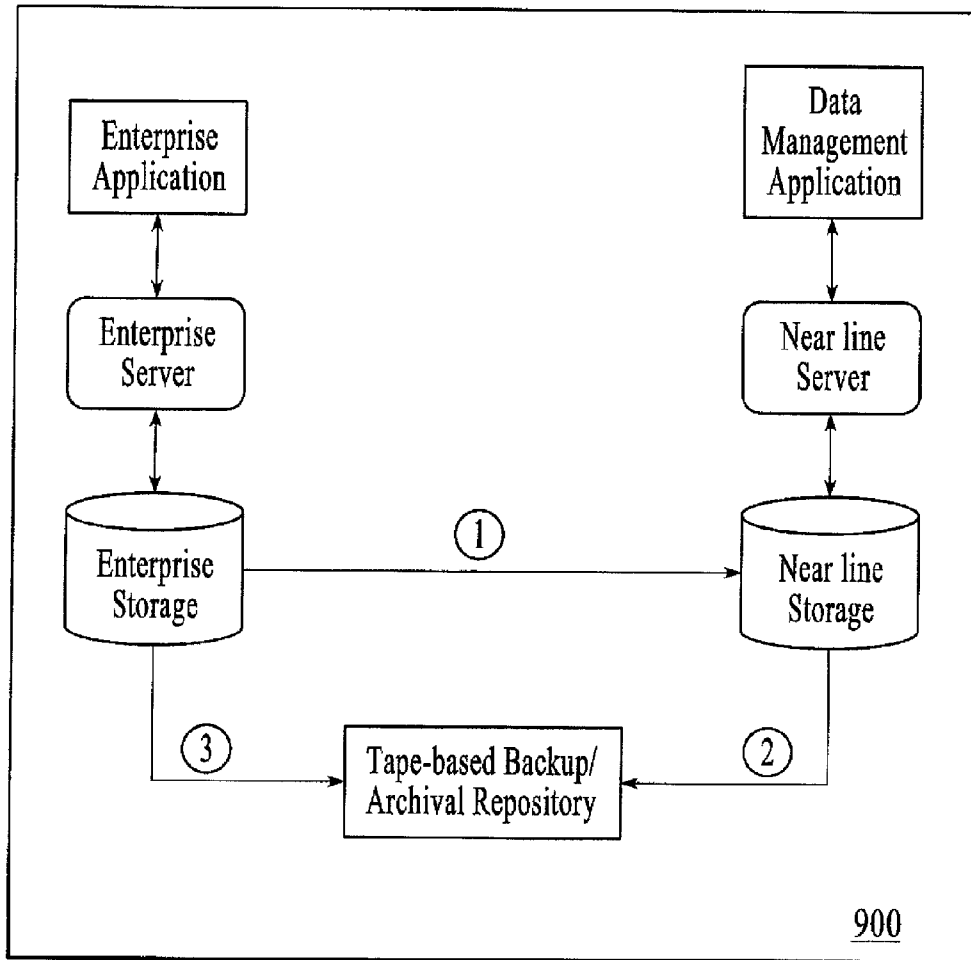 Enterprise
Application
Data
Management
Application
Enterprise
Server
Near line
Server
1
Enterprise
Storage
Near line
Storage
3
Tape-based Backup/
Archival Repository
2
900